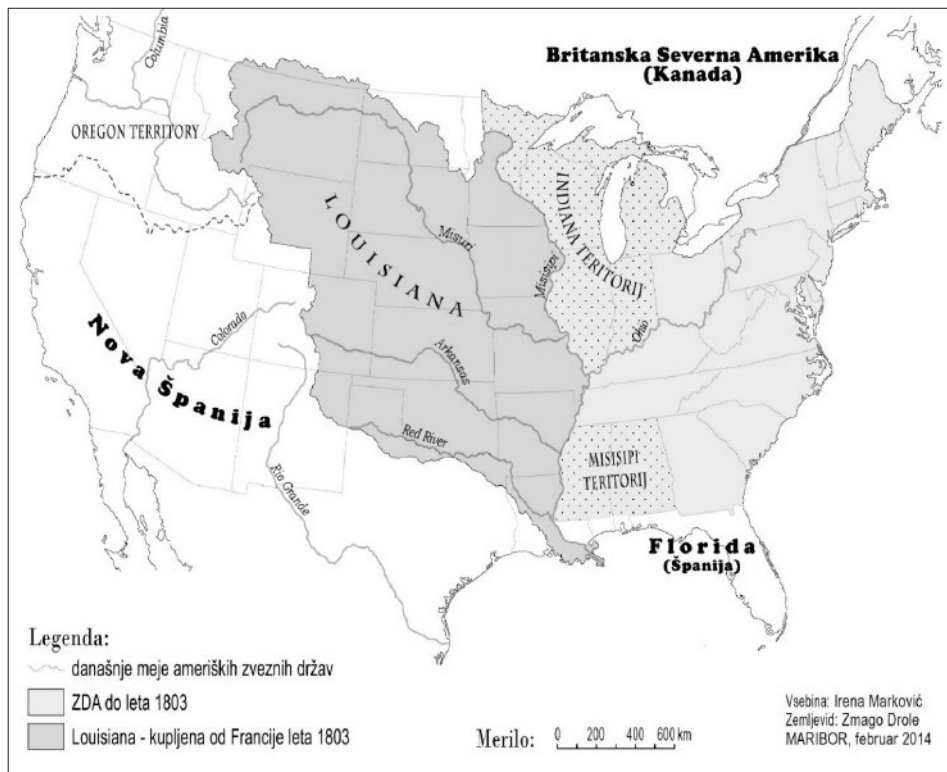 Britanska Severna Amerika
(Kanada)
Columbia
OREGON TERRITORY
LOUISIANA
Misuri
Misisipi
INDIANA TERITORIJ
Ohio
Colorado
Nova Španija
Arkansas
Red River
Rio Grande
MISISIPI
TERITORIJ
Florida
(Španija)
Legenda:
današnje meje ameriških zveznih držav
ZDA do leta 1803
Louisiana - kupljena od Francije leta 1803
Merilo:
0 200 400 600 km
Vsebina: Irena Marković
Zemljevid: Zmago Drole
MARIBOR, februar 2014